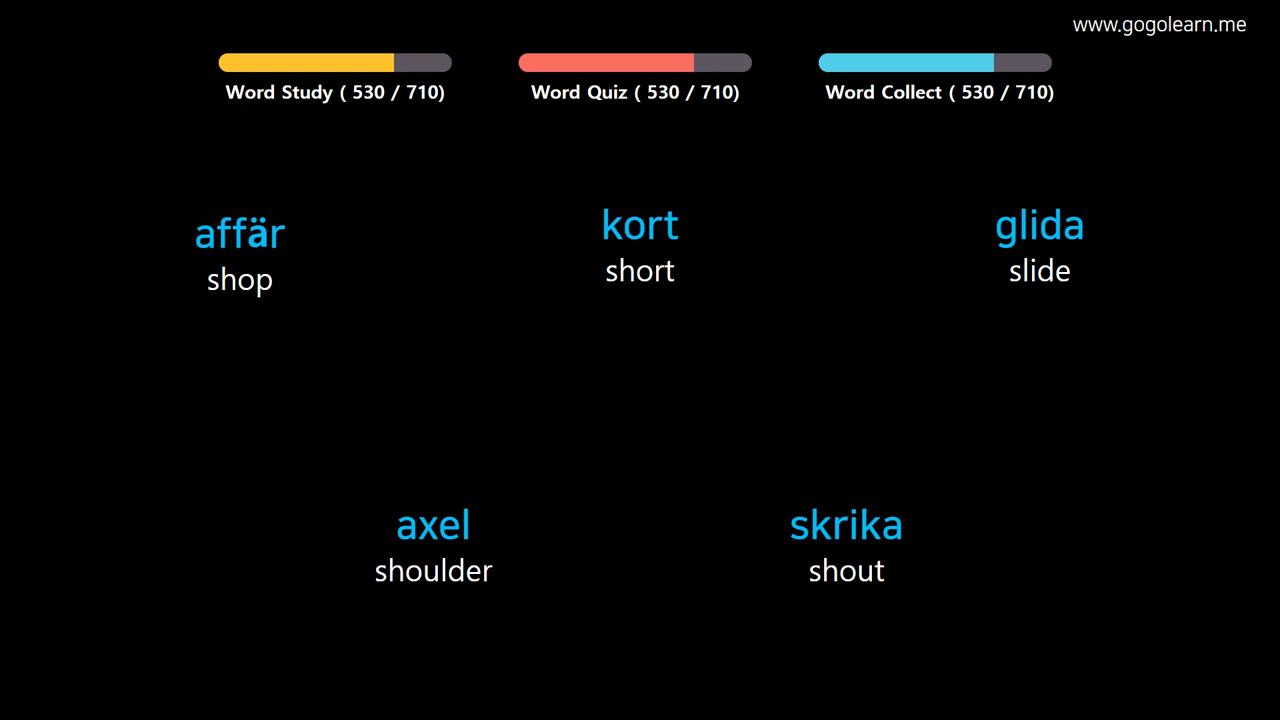 www.gogolearn.me
Word Study ( 530 / 710)
Word Quiz ( 530 / 710)
Word Collect ( 530 / 710)
affär
shop
kort
short
glida
slide
axel
shoulder
skrika
shout